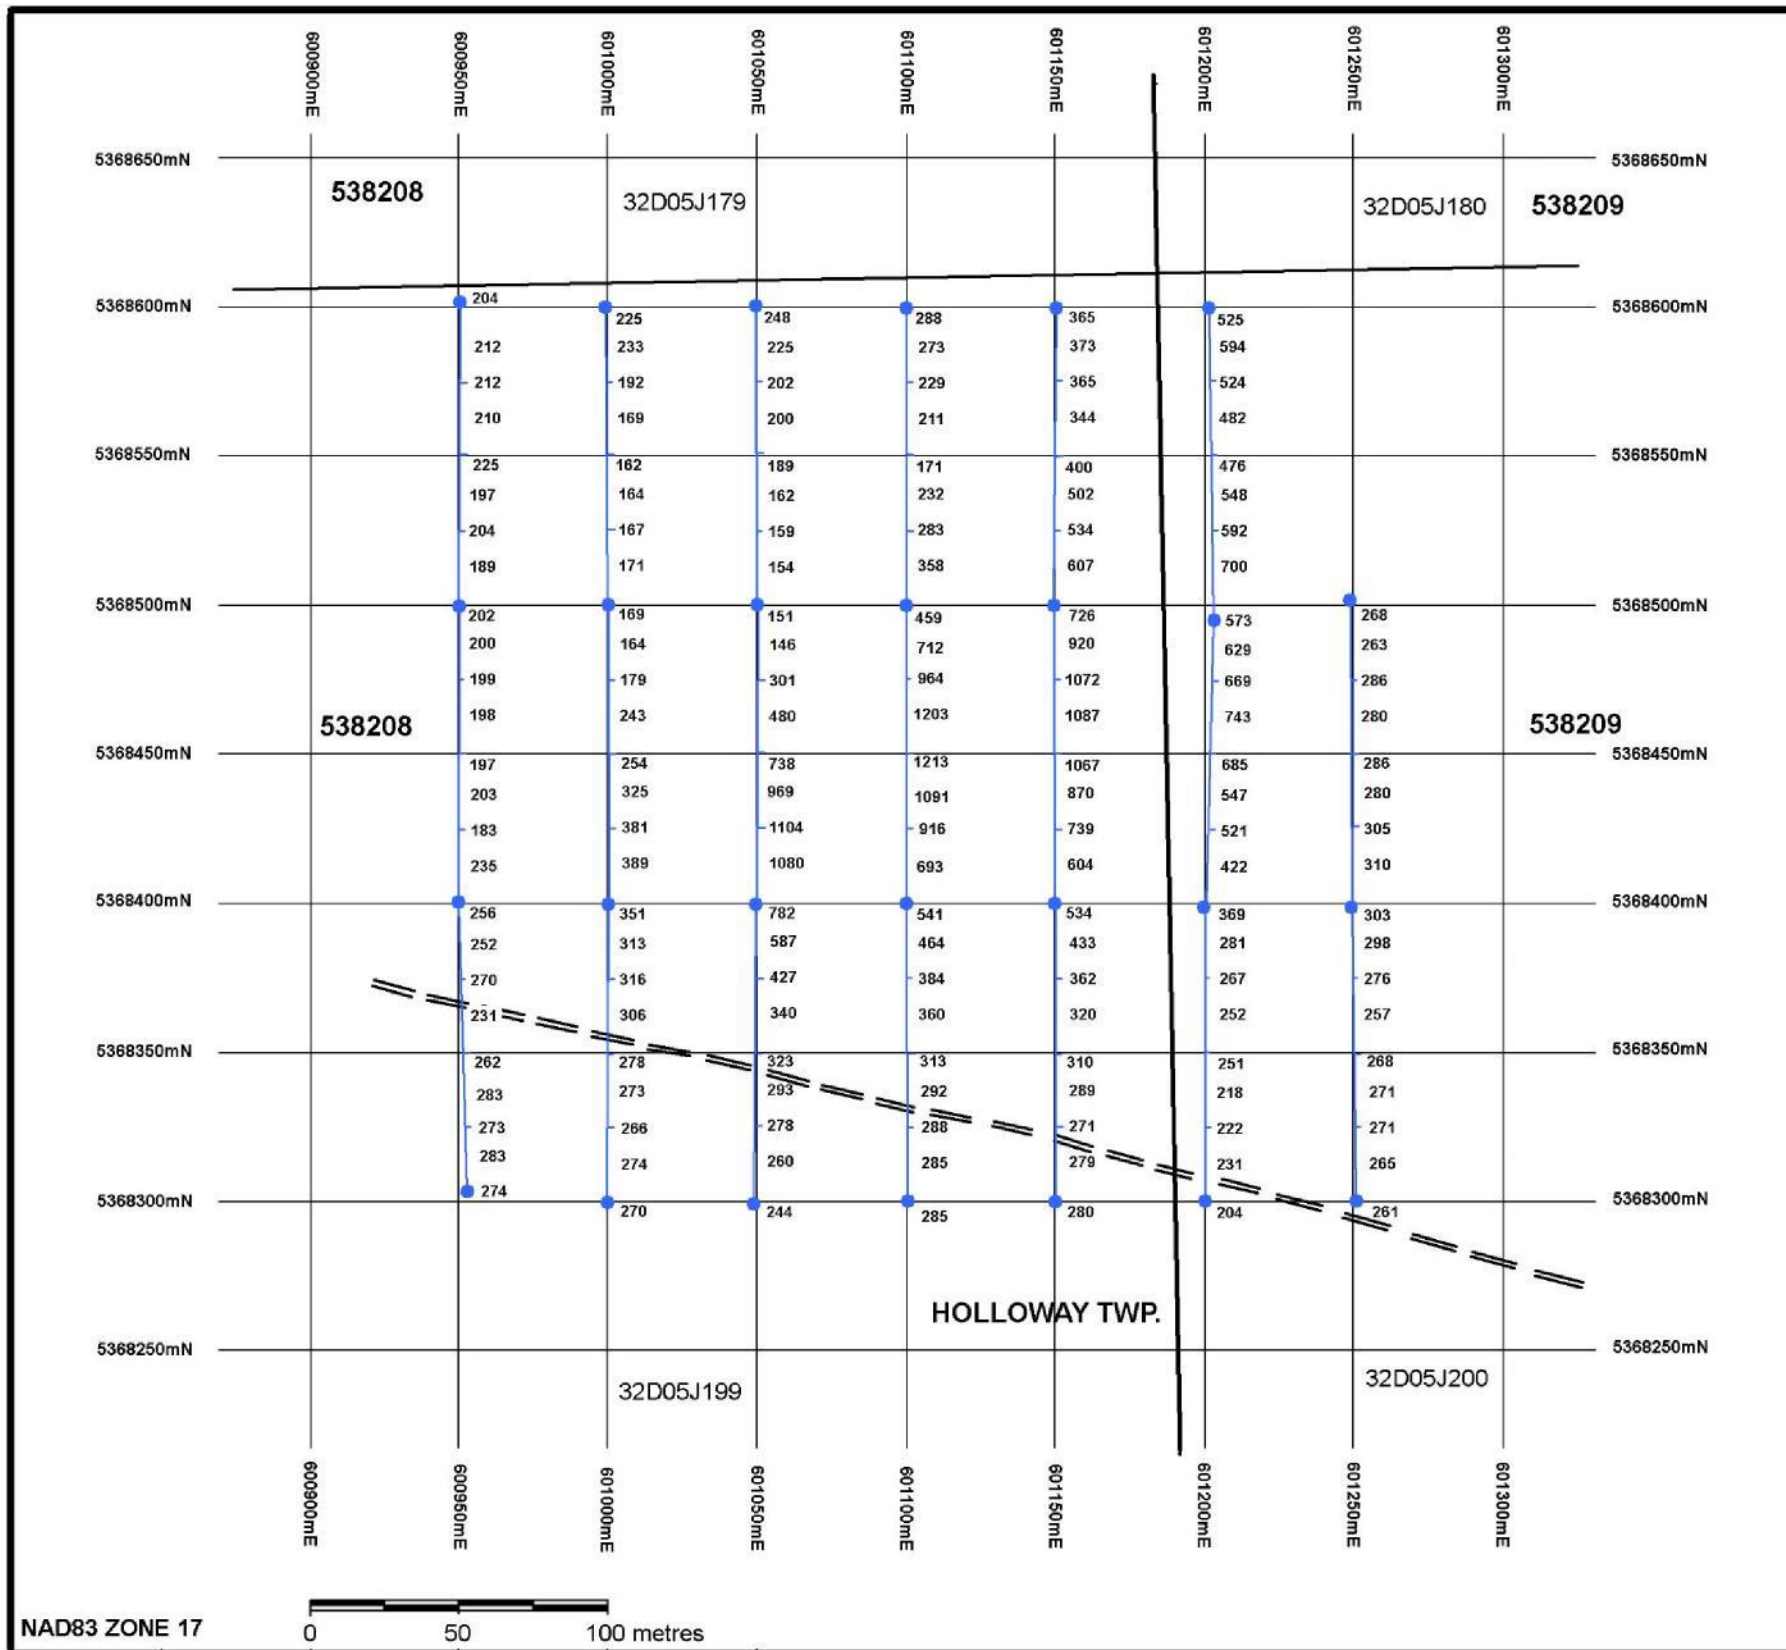 600900mE 600950mE 601000mE 601050mE 601100mE 601150mE 601200mE 601250mE 601300mE
5368650mN 5368650mN
538208 32D05J179 32D05J180 538209
204
5368600mN 5368600mN
225 248 288 365 525
212 233 225 273 373 594
212 192 202 229 365 524
210 169 200 211 344 482
5368550mN 5368550mN
225 162 189 171 400 476
197 164 162 232 502 548
204 167 159 283 534 592
189 171 154 358 607 700
5368500mN 5368500mN
202 169 151 459 726 573 268
200 164 146 712 920 629 263
199 179 301 964 1072 669 286
198 243 480 1203 1087 743 280
538208 538209
5368450mN 5368450mN
197 254 738 1213 1067 685 286
203 325 969 1091 870 547 280
183 381 1104 916 739 521 305
235 389 1080 693 604 422 310
5368400mN 5368400mN
256 351 782 541 534 369 303
252 313 587 464 433 281 298
270 316 427 384 362 267 276
231 306 340 360 320 252 257
5368350mN 5368350mN
262 278 323 313 310 251 268
283 273 293 292 289 218 271
273 266 278 288 271 222 271
283 274 260 285 279 231 265
274
5368300mN 5368300mN
270 244 285 280 204 261
HOLLOWAY TWP.
5368250mN 5368250mN
32D05J199 32D05J200
600900mE 600950mE 601000mE 601050mE 601100mE 601150mE 601200mE 601250mE 601300mE
NAD83 ZONE 17
0 50 100 metres